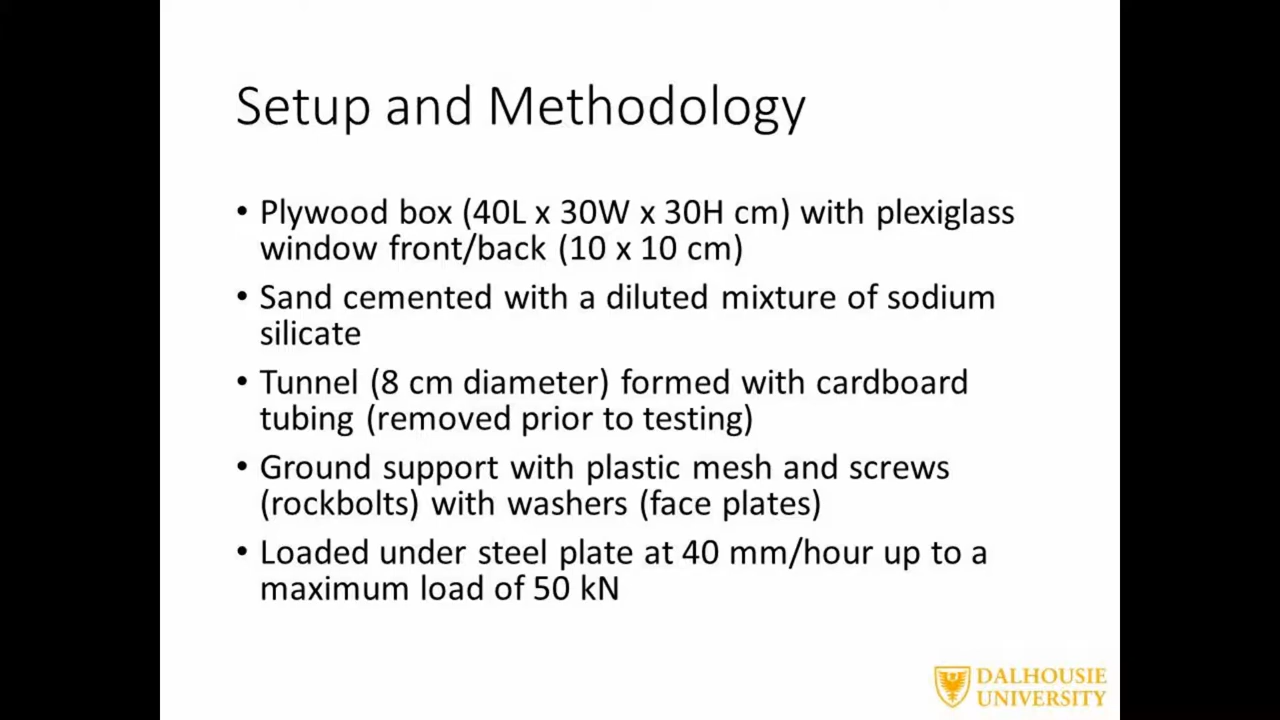 Setup and Methodology
• Plywood box (40L x 30W x 30H cm) with plexiglass
window front/back (10 x 10 cm)
• Sand cemented with a diluted mixture of sodium
silicate
• Tunnel (8 cm diameter) formed with cardboard
tubing (removed prior to testing)
• Ground support with plastic mesh and screws
(rockbolts) with washers (face plates)
• Loaded under steel plate at 40 mm/hour up to a
maximum load of 50 kN
DALHOUSIE
UNIVERSITY